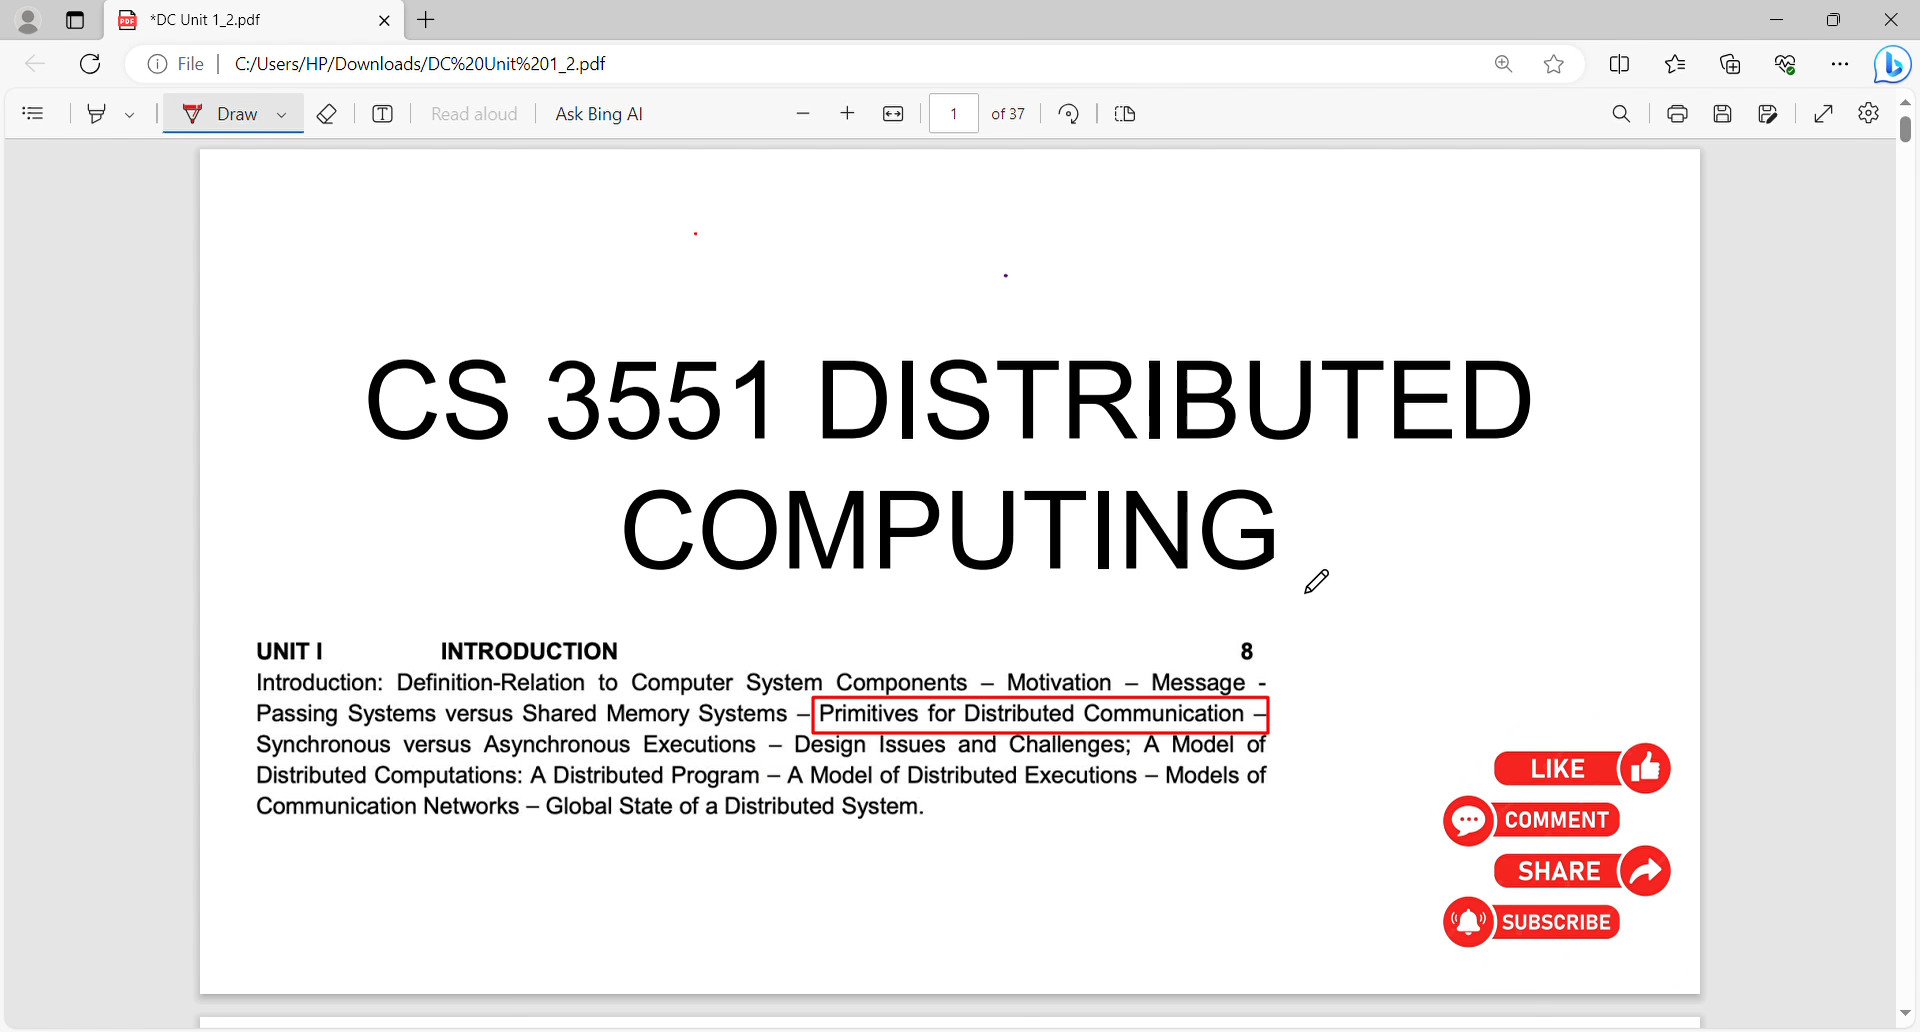 *DC Unit 1_2.pdf
File | C:/Users/HP/Downloads/DC%20Unit%201_2.pdf
Draw
Read aloud
Ask Bing AI
1 of 37
CS 3551 DISTRIBUTED
COMPUTING
UNIT I INTRODUCTION 8
Introduction: Definition-Relation to Computer System Components – Motivation – Message -
Passing Systems versus Shared Memory Systems – Primitives for Distributed Communication –
Synchronous versus Asynchronous Executions – Design Issues and Challenges; A Model of
Distributed Computations: A Distributed Program – A Model of Distributed Executions – Models of
Communication Networks – Global State of a Distributed System.
LIKE
COMMENT
SHARE
SUBSCRIBE